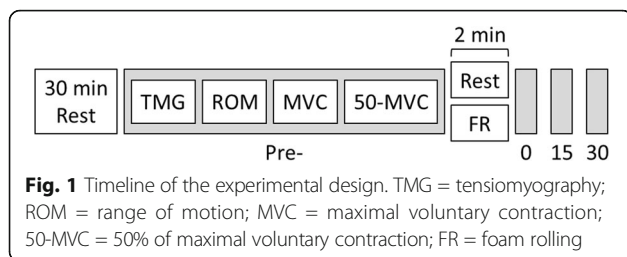 2 min
30 min
Rest
TMG
ROM
MVC
50-MVC
Rest
FR
Pre-
0
15
30
Fig. 1 Timeline of the experimental design. TMG = tensiomyography;
ROM = range of motion; MVC = maximal voluntary contraction;
50-MVC = 50% of maximal voluntary contraction; FR = foam rolling